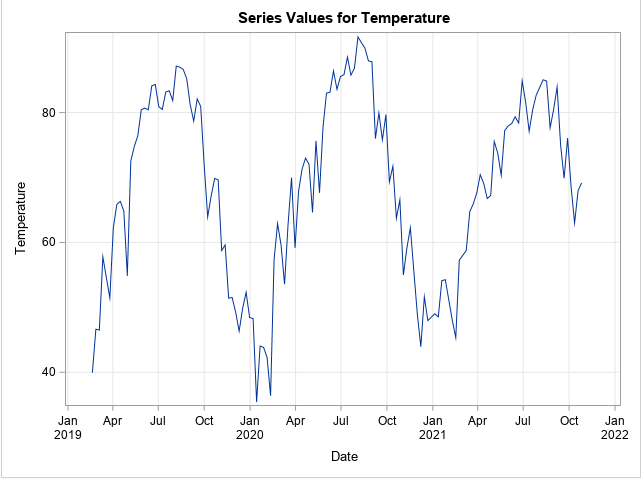 Series Values for Temperature
Temperature
80
60
40
Jan Apr Jul Oct Jan Apr Jul Oct Jan Apr Jul Oct Jan
2019 2020 2021 2022
Date